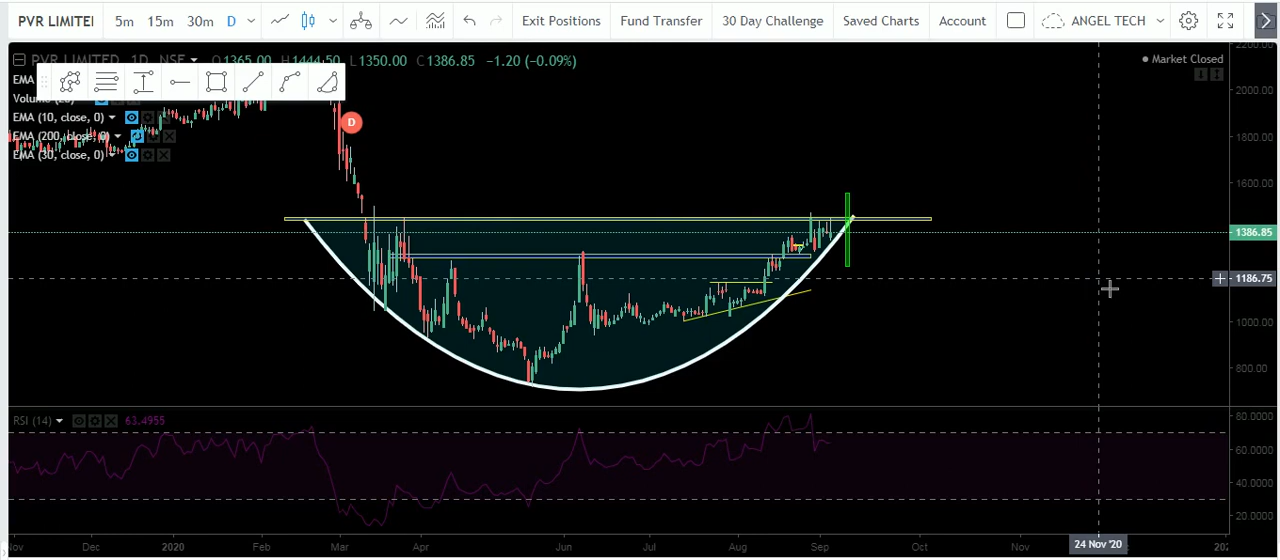 PVR LIMITEI 5m 15m 30m D Exit Positions Fund Transfer 30 Day Challenge Saved Charts Account ANGEL TECH
PVR LIMITED, 1D, NSE O1365.00 H1444.50 L1350.00 C1386.85 −1.20 (−0.09%)
Market Closed
EMA
Volume (20)
EMA (10, close, 0)
EMA (200, close, 0)
EMA (30, close, 0)
D
2200.00
2000.00
1800.00
1600.00
1386.85
1186.75
1000.00
800.00
RSI (14) 63.4955
80.0000
60.0000
40.0000
20.0000
Nov Dec 2020 Feb Mar Apr Jun Jul Aug Sep Oct Nov 24 Nov '20 202